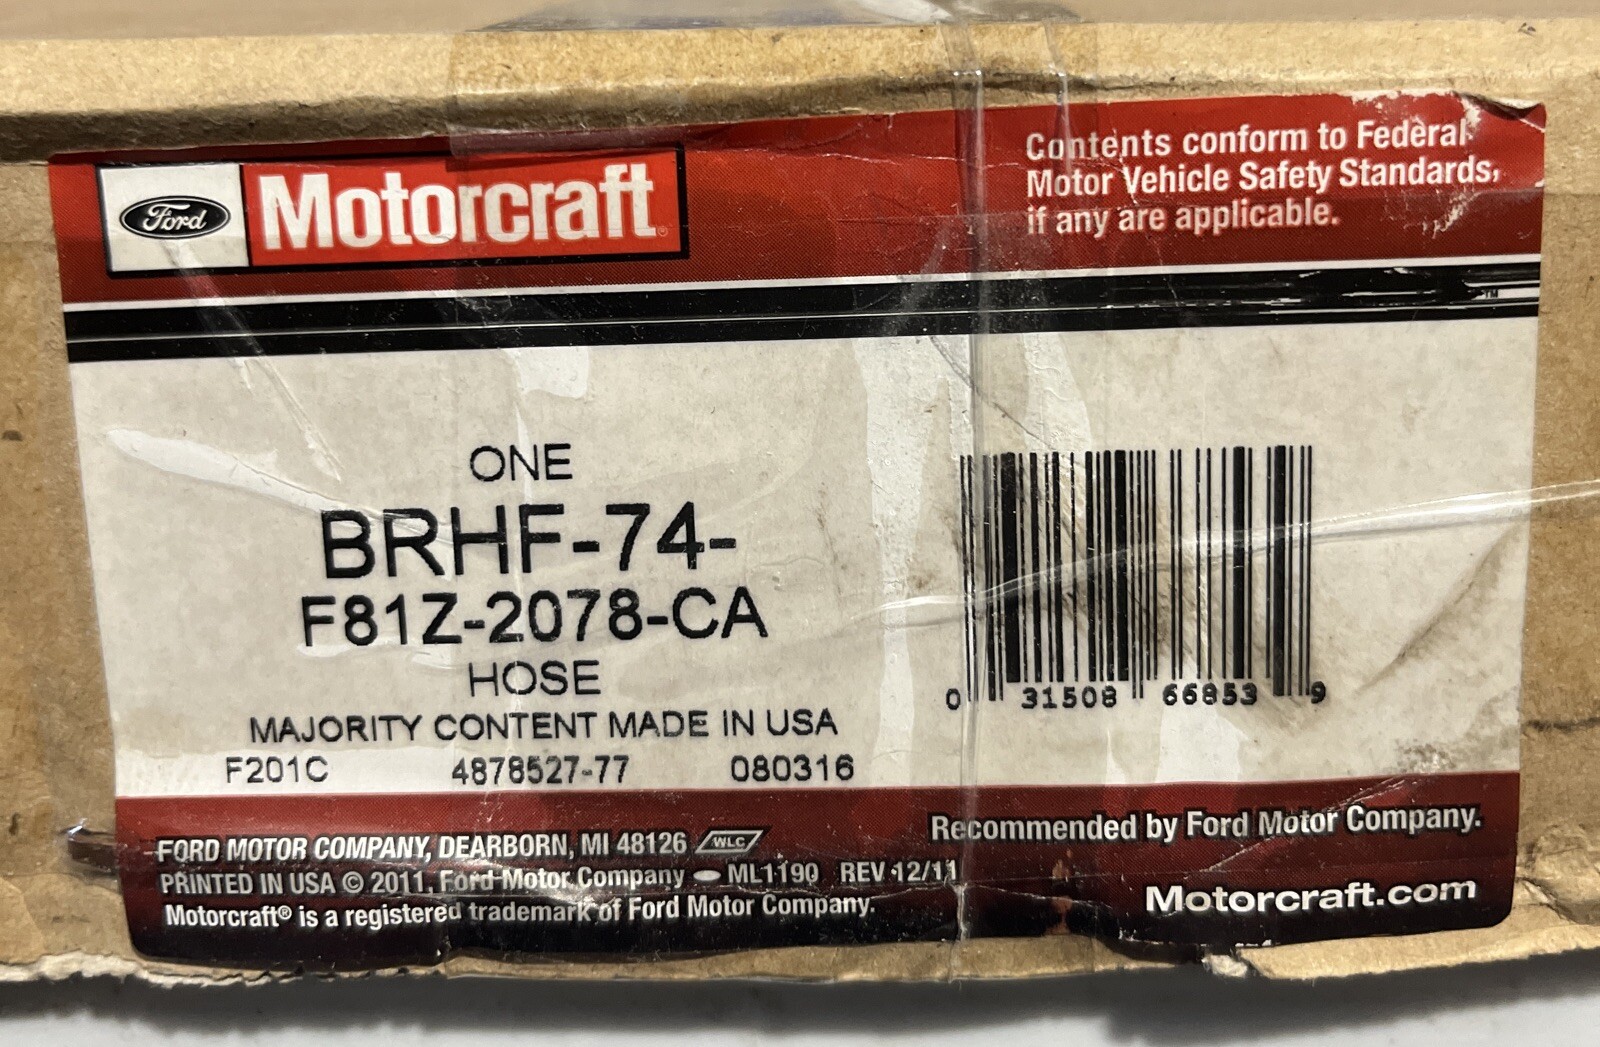 Ford Motorcraft®
Contents conform to Federal
Motor Vehicle Safety Standards,
if any are applicable.
™
ONE
BRHF-74-
F81Z-2078-CA
HOSE
MAJORITY CONTENT MADE IN USA
F201C 4878527-77 080316
0 31508 66853 9
FORD MOTOR COMPANY, DEARBORN, MI 48126 WLC
PRINTED IN USA © 2011, Ford Motor Company ML1190 REV 12/11
Motorcraft® is a registered trademark of Ford Motor Company.
Recommended by Ford Motor Company.
Motorcraft.com